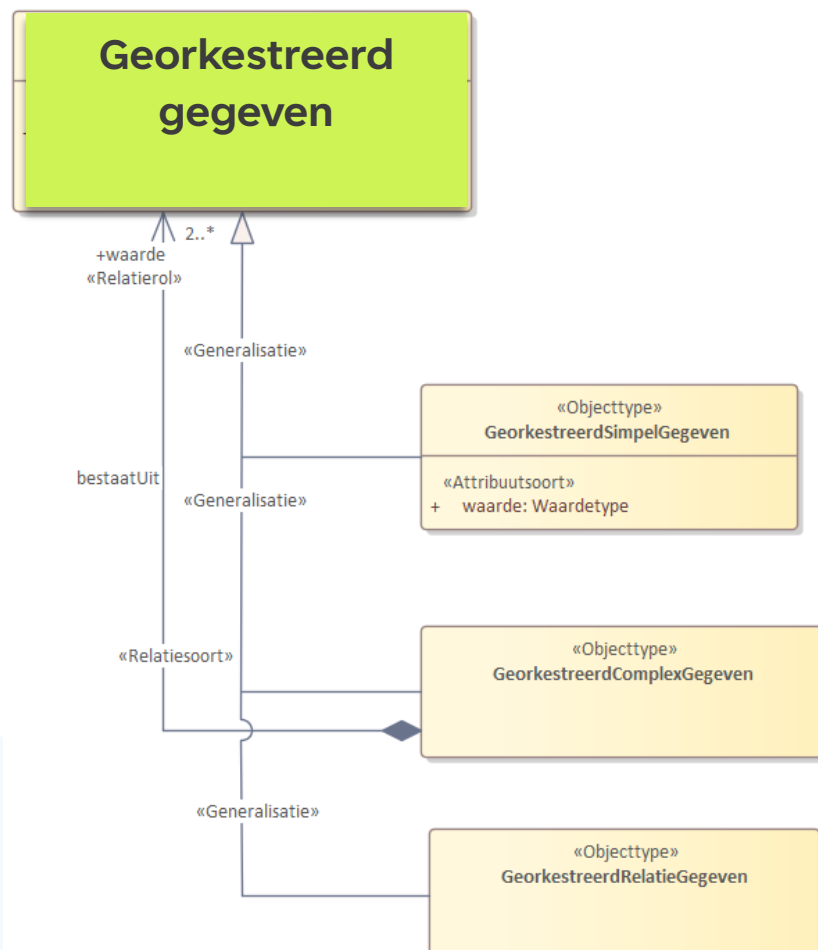 Georkestreerd
gegeven
2..*
+waarde
«Relatierol»
«Generalisatie»
«Objecttype»
GeorkestreerdSimpelGegeven
«Attribuutsoort»
+ waarde: Waardetype
bestaatUit
«Generalisatie»
«Relatiesoort»
«Objecttype»
GeorkestreerdComplexGegeven
«Generalisatie»
«Objecttype»
GeorkestreerdRelatieGegeven